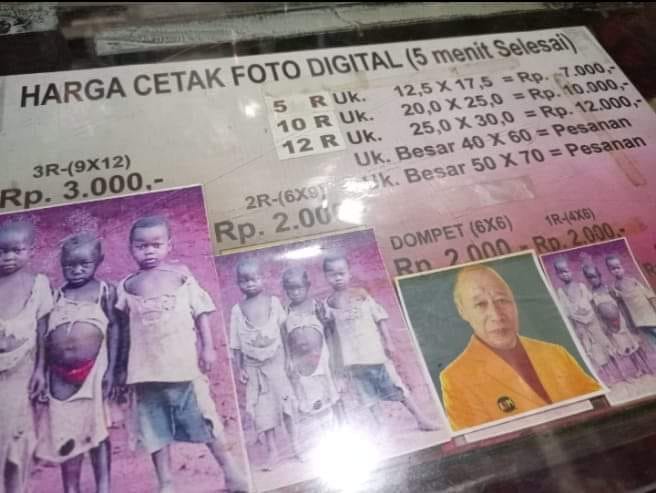 HARGA CETAK FOTO DIGITAL (5 menit Selesai)
5 R Uk. 12,5 X 17,5 = Rp. 7.000,-
10 R Uk. 20,0 X 25,0 = Rp. 10.000,-
12 R Uk. 25,0 X 30,0 = Rp. 12.000,-
Uk. Besar 40 X 60 = Pesanan
Uk. Besar 50 X 70 = Pesanan
3R-(9X12)
Rp. 3.000,-
2R-(6X9)
Rp. 2.00
DOMPET (6X6)
Rp. 2.000,-
1R-(4X6)
Rp. 2.000,-